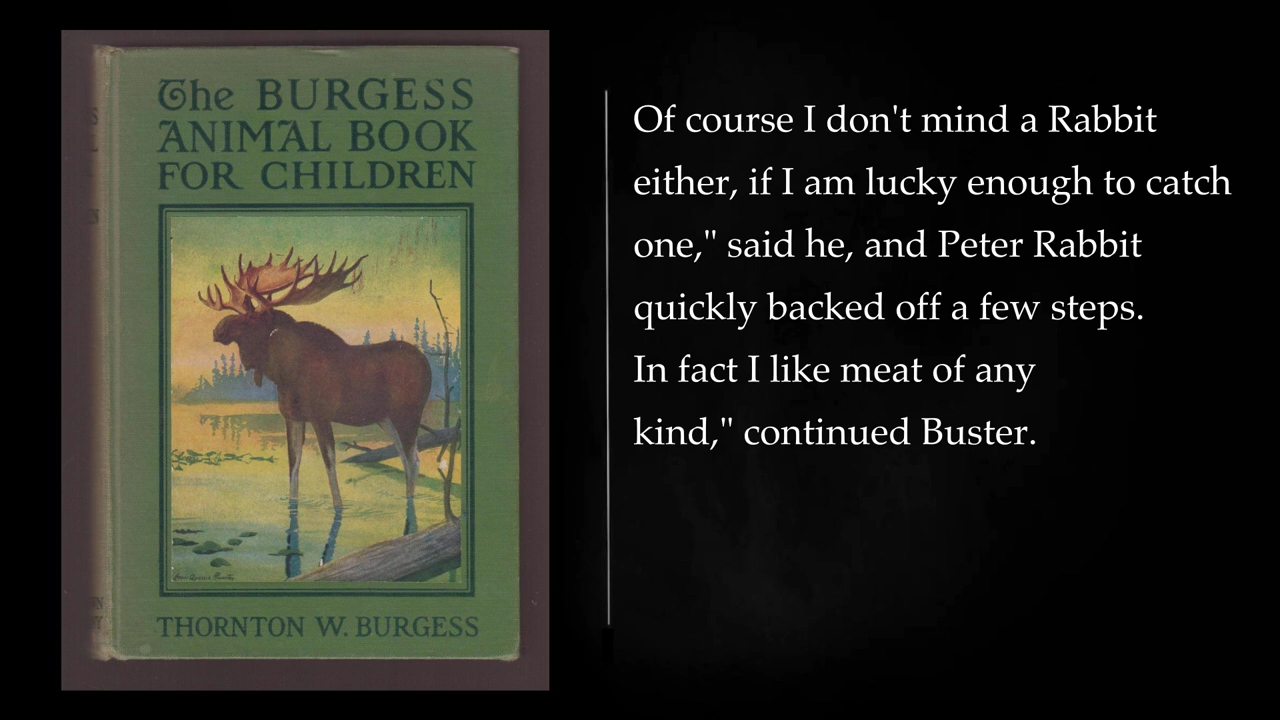 The BURGESS
ANIMAL BOOK
FOR CHILDREN
THORNTON W. BURGESS
Of course I don't mind a Rabbit
either, if I am lucky enough to catch
one," said he, and Peter Rabbit
quickly backed off a few steps.
In fact I like meat of any
kind," continued Buster.